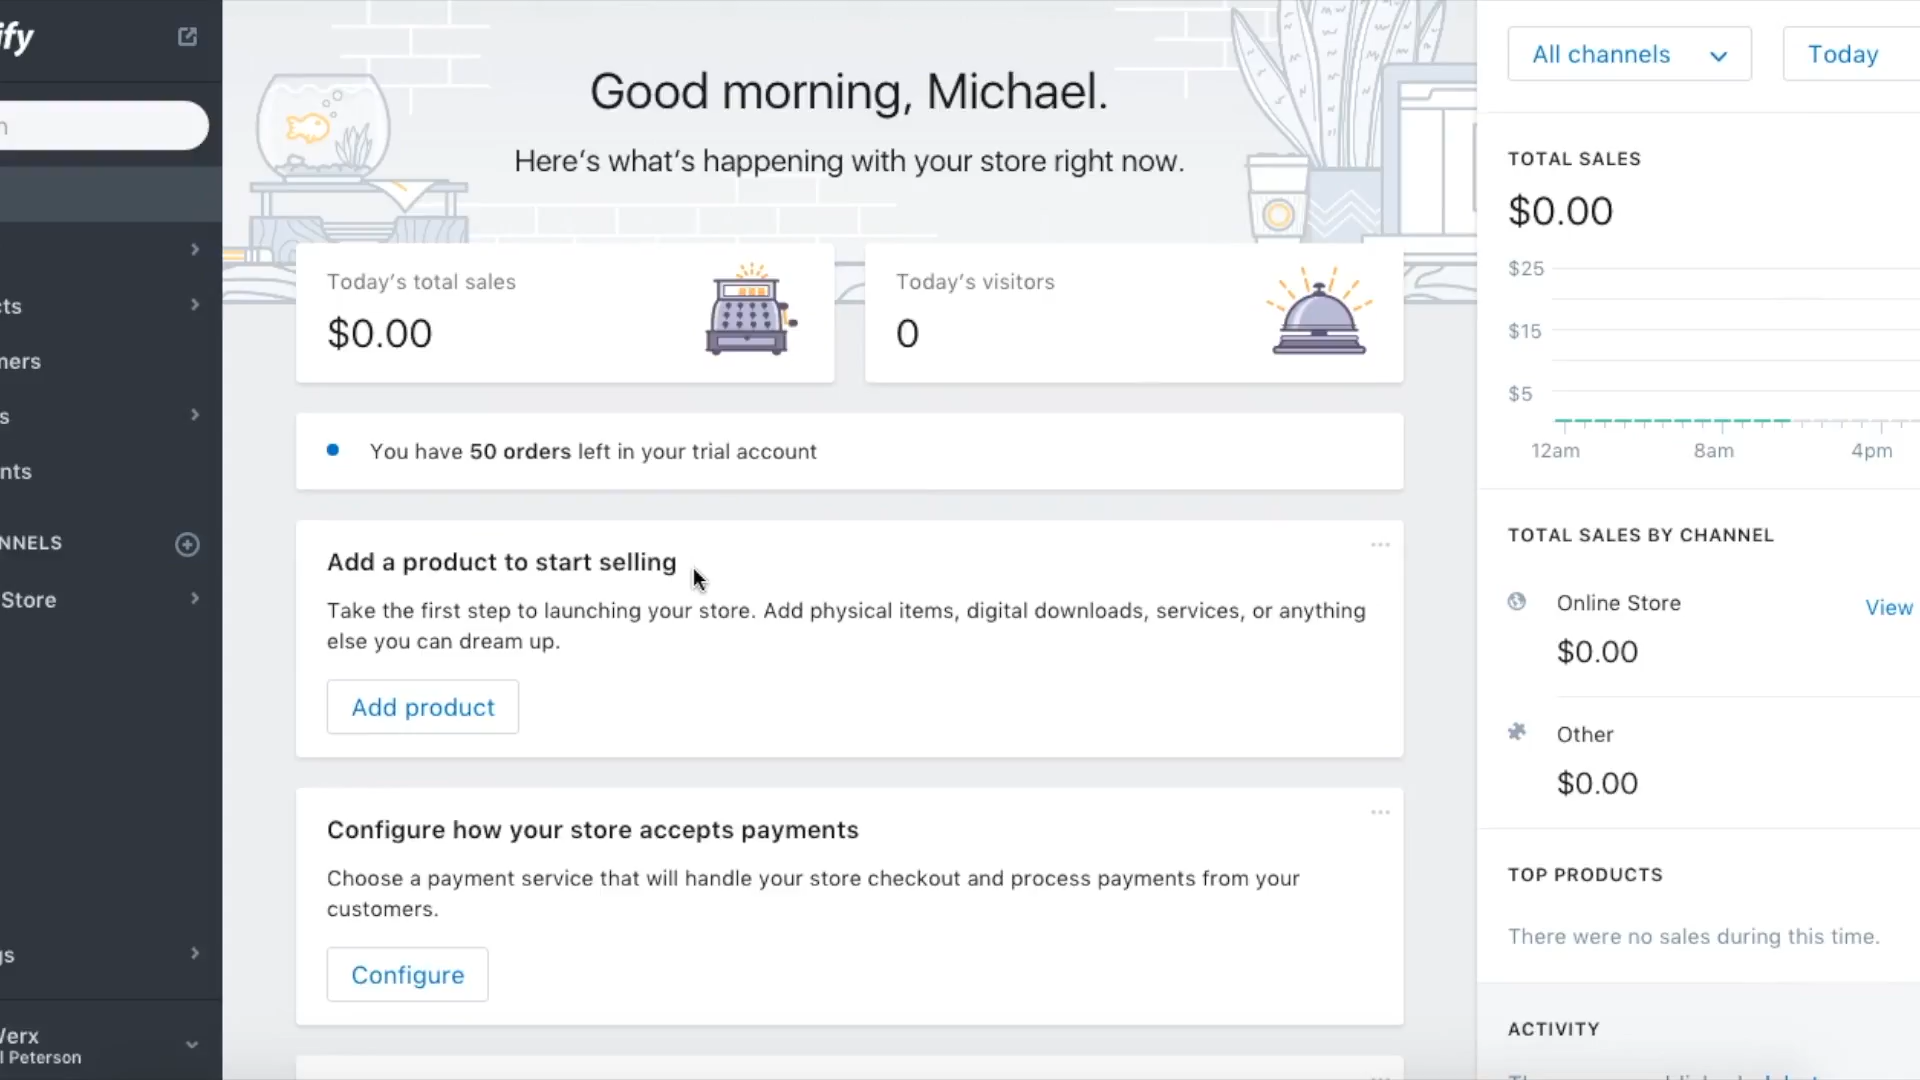 ify
Good morning, Michael.
Here's what's happening with your store right now.
Today's total sales
$0.00
Today's visitors
0
You have 50 orders left in your trial account
Add a product to start selling
Take the first step to launching your store. Add physical items, digital downloads, services, or anything
else you can dream up.
Add product
Configure how your store accepts payments
Choose a payment service that will handle your store checkout and process payments from your
customers.
Configure
cts
mers
s
nts
NNELS
Store
gs
Werx
l Peterson
All channels
Today
TOTAL SALES
$0.00
$25
$15
$5
12am 8am 4pm
TOTAL SALES BY CHANNEL
Online Store View
$0.00
Other
$0.00
TOP PRODUCTS
There were no sales during this time.
ACTIVITY